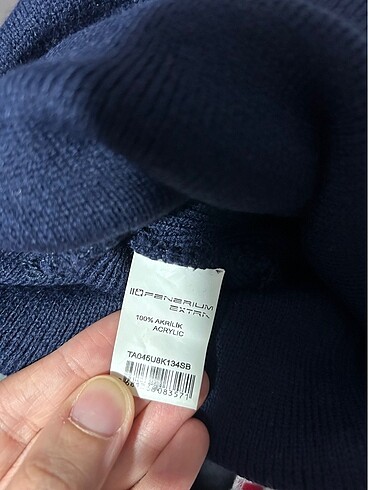 FENERIUM
EXTRA
100% AKRİLİK
ACRYLIC
TA045U8K134SB